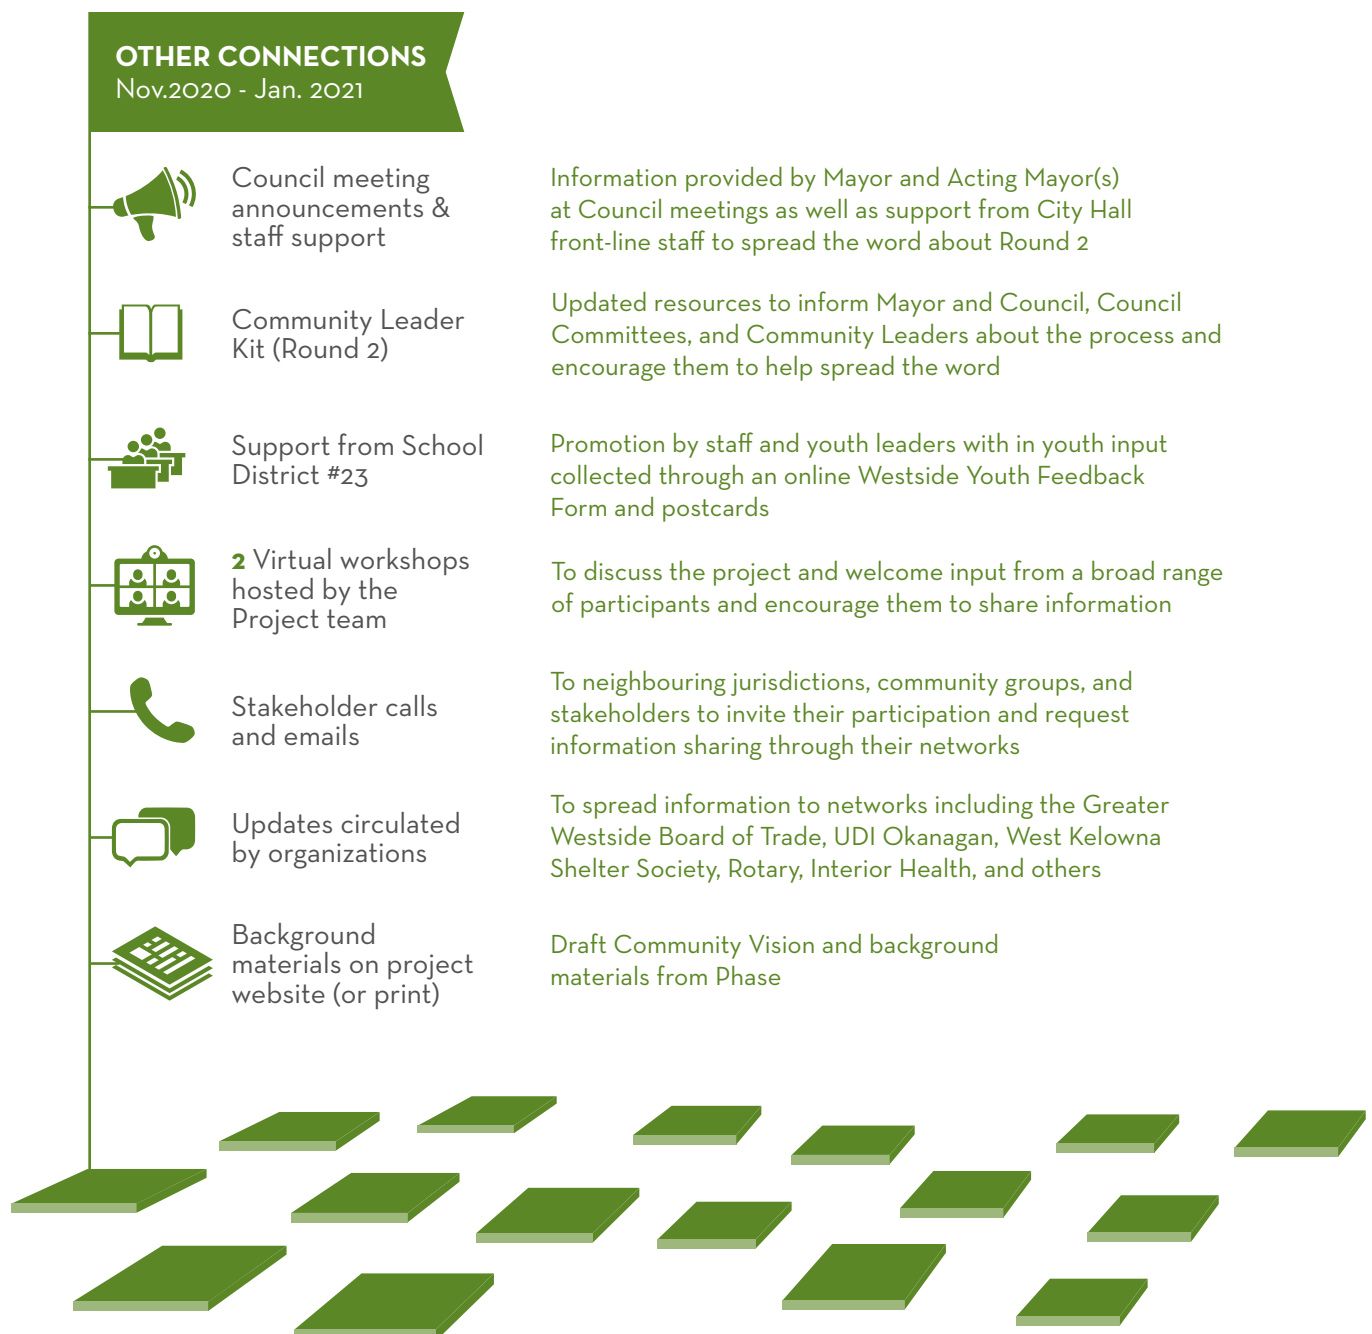 OTHER CONNECTIONS
Nov.2020 - Jan. 2021
Council meeting
announcements &
staff support
Information provided by Mayor and Acting Mayor(s)
at Council meetings as well as support from City Hall
front-line staff to spread the word about Round 2
Community Leader
Kit (Round 2)
Updated resources to inform Mayor and Council, Council
Committees, and Community Leaders about the process and
encourage them to help spread the word
Support from School
District #23
Promotion by staff and youth leaders with in youth input
collected through an online Westside Youth Feedback
Form and postcards
2 Virtual workshops
hosted by the
Project team
To discuss the project and welcome input from a broad range
of participants and encourage them to share information
Stakeholder calls
and emails
To neighbouring jurisdictions, community groups, and
stakeholders to invite their participation and request
information sharing through their networks
Updates circulated
by organizations
To spread information to networks including the Greater
Westside Board of Trade, UDI Okanagan, West Kelowna
Shelter Society, Rotary, Interior Health, and others
Background
materials on project
website (or print)
Draft Community Vision and background
materials from Phase